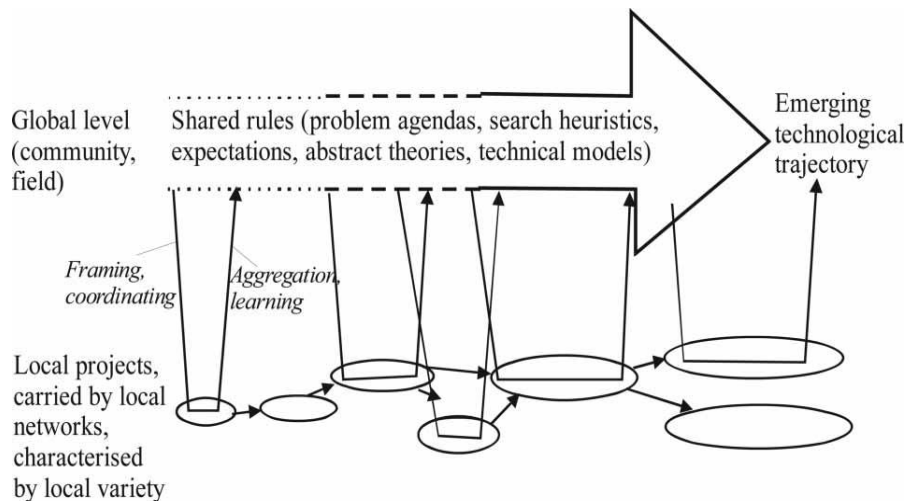 Global level
(community,
field)
Shared rules (problem agendas, search heuristics,
expectations, abstract theories, technical models)
Emerging
technological
trajectory
Framing,
coordinating
Aggregation,
learning
Local projects,
carried by local
networks,
characterised
by local variety